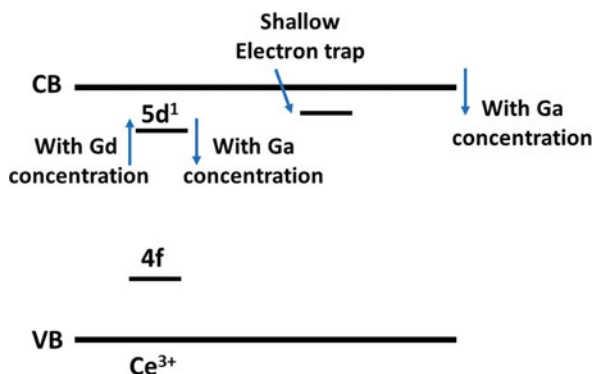 Shallow
Electron trap
CB
5d¹
With Gd
concentration
With Ga
concentration
With Ga
concentration
4f
VB
Ce³⁺